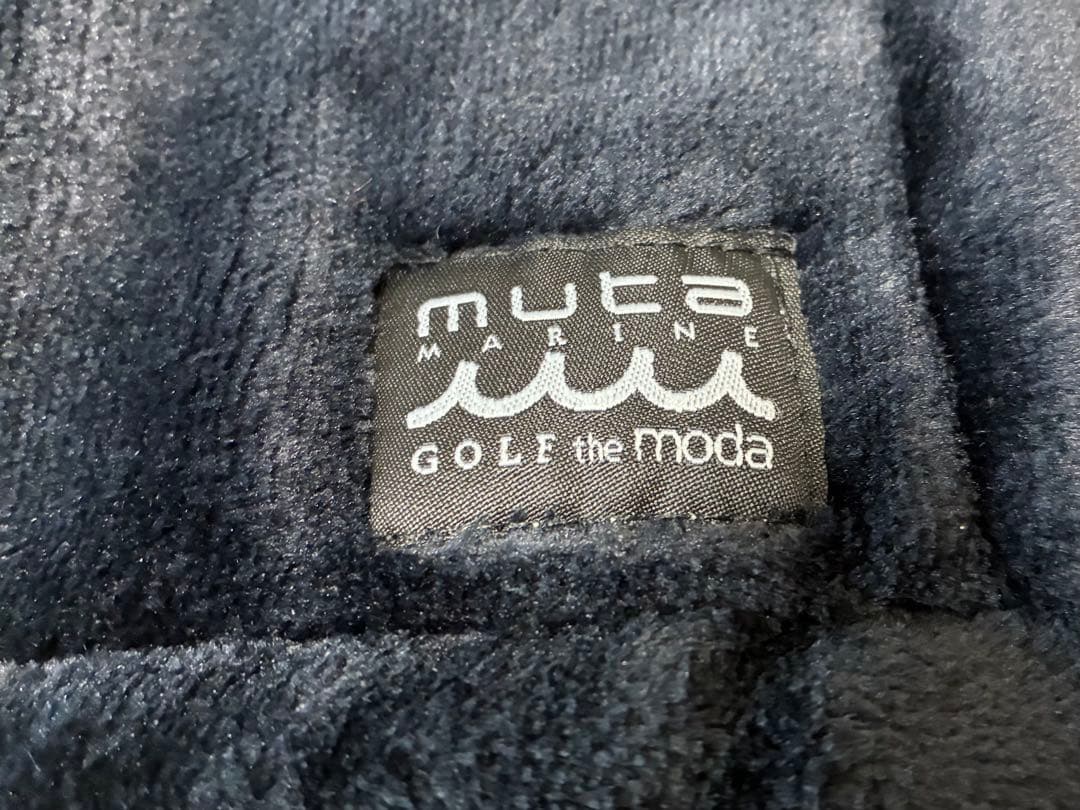 muta
MARINE
GOLF the moda